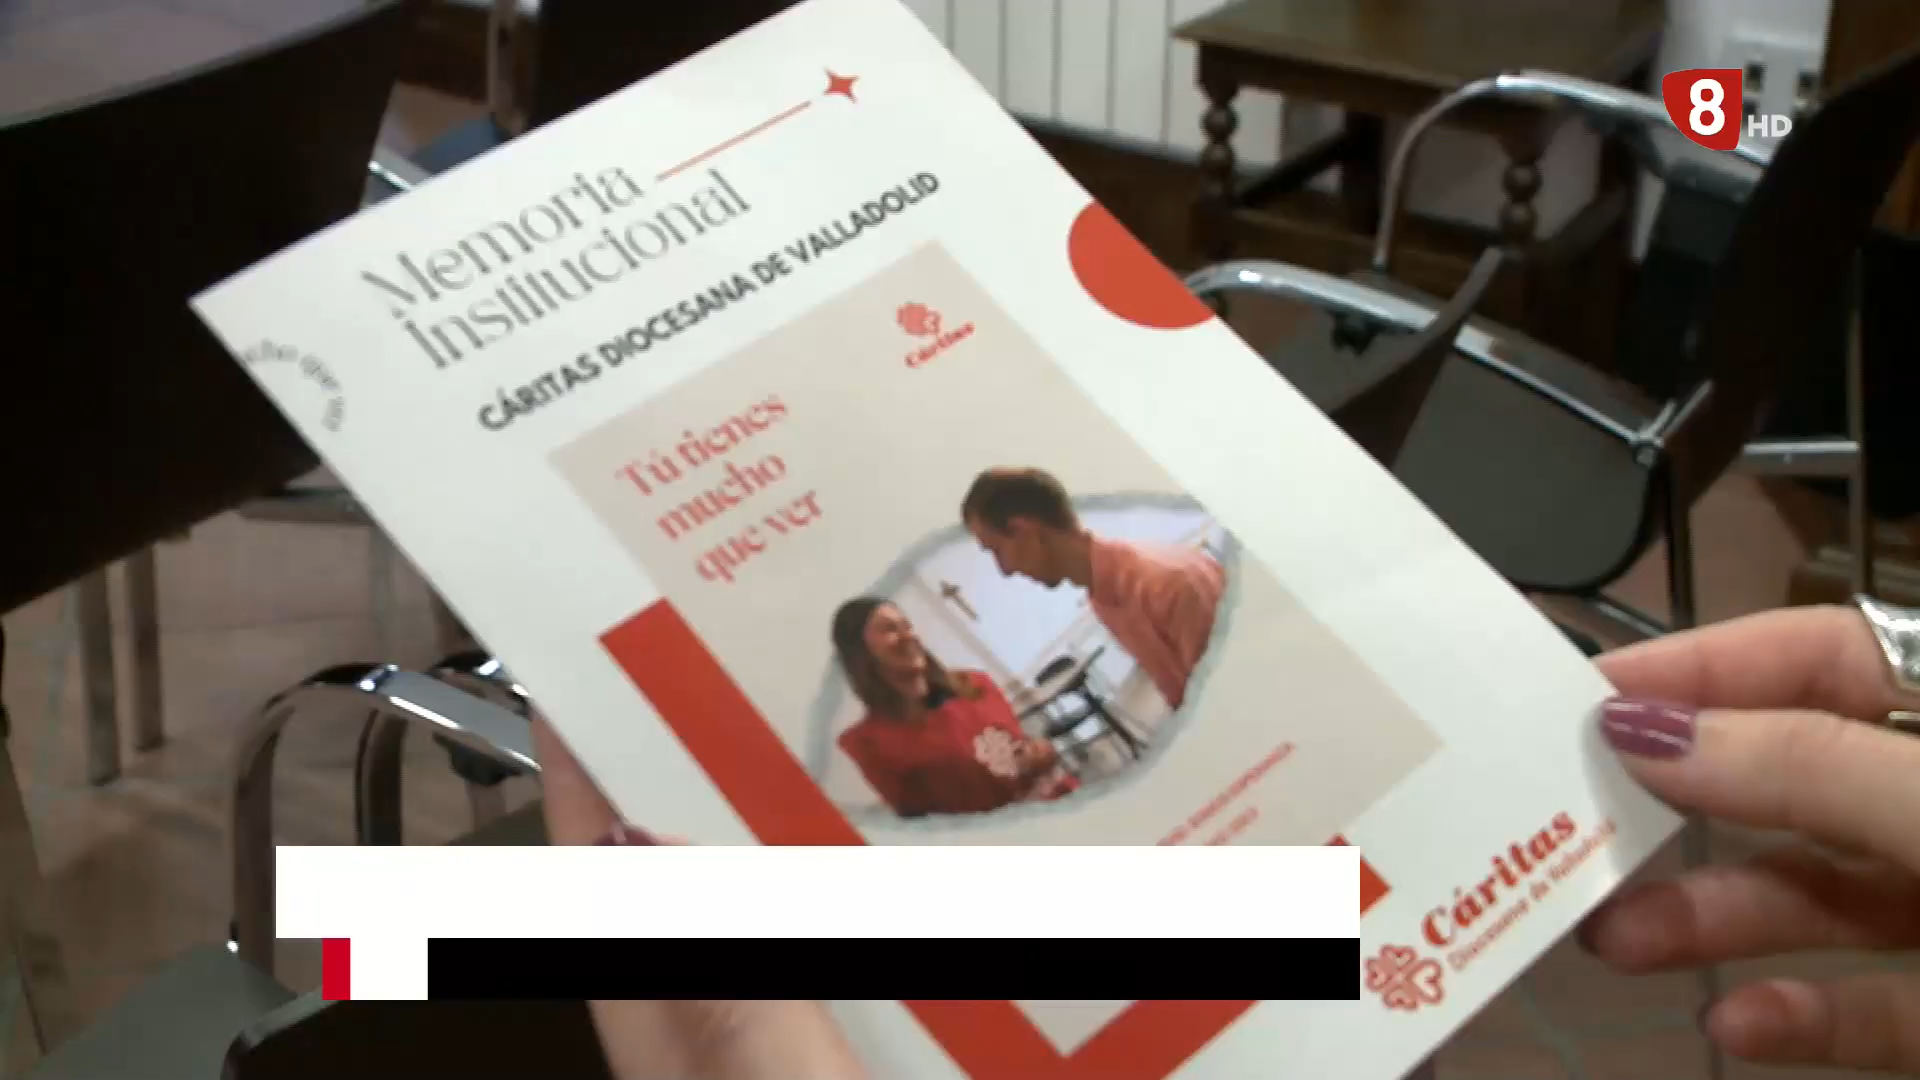 8 HD
Memoria
Institucional
CÁRITAS DIOCESANA DE VALLADOLID
Cáritas
Tú tienes
mucho
que ver
Cáritas
Diocesana de Valladolid